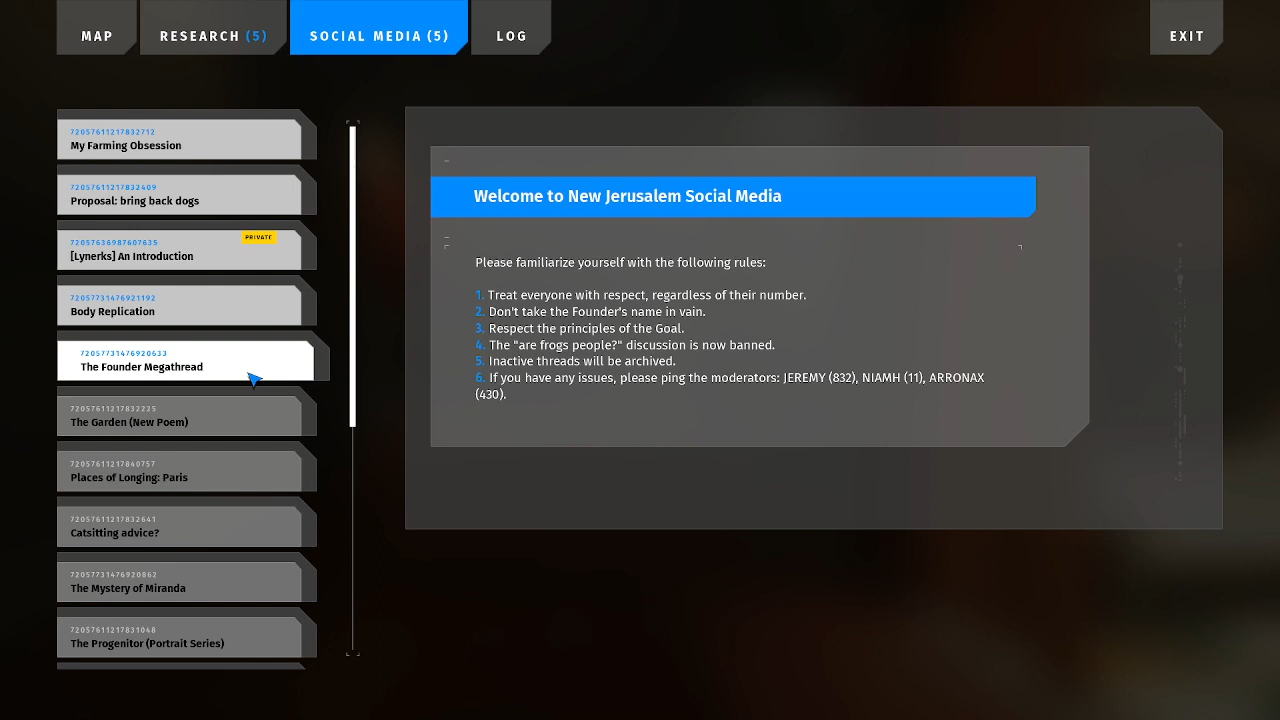 MAP
RESEARCH (5)
SOCIAL MEDIA (5)
LOG
EXIT
72057611217832712
My Farming Obsession
72057611217832409
Proposal: bring back dogs
72057636987607635
PRIVATE
[Lynerks] An Introduction
72057731476921192
Body Replication
72057731476920633
The Founder Megathread
72057611217832225
The Garden (New Poem)
72057611217840757
Places of Longing: Paris
72057611217832641
Catsitting advice?
72057731476920862
The Mystery of Miranda
72057611217831048
The Progenitor (Portrait Series)
Welcome to New Jerusalem Social Media
Please familiarize yourself with the following rules:
1. Treat everyone with respect, regardless of their number.
2. Don't take the Founder's name in vain.
3. Respect the principles of the Goal.
4. The "are frogs people?" discussion is now banned.
5. Inactive threads will be archived.
6. If you have any issues, please ping the moderators: JEREMY (832), NIAMH (11), ARRONAX
(430).